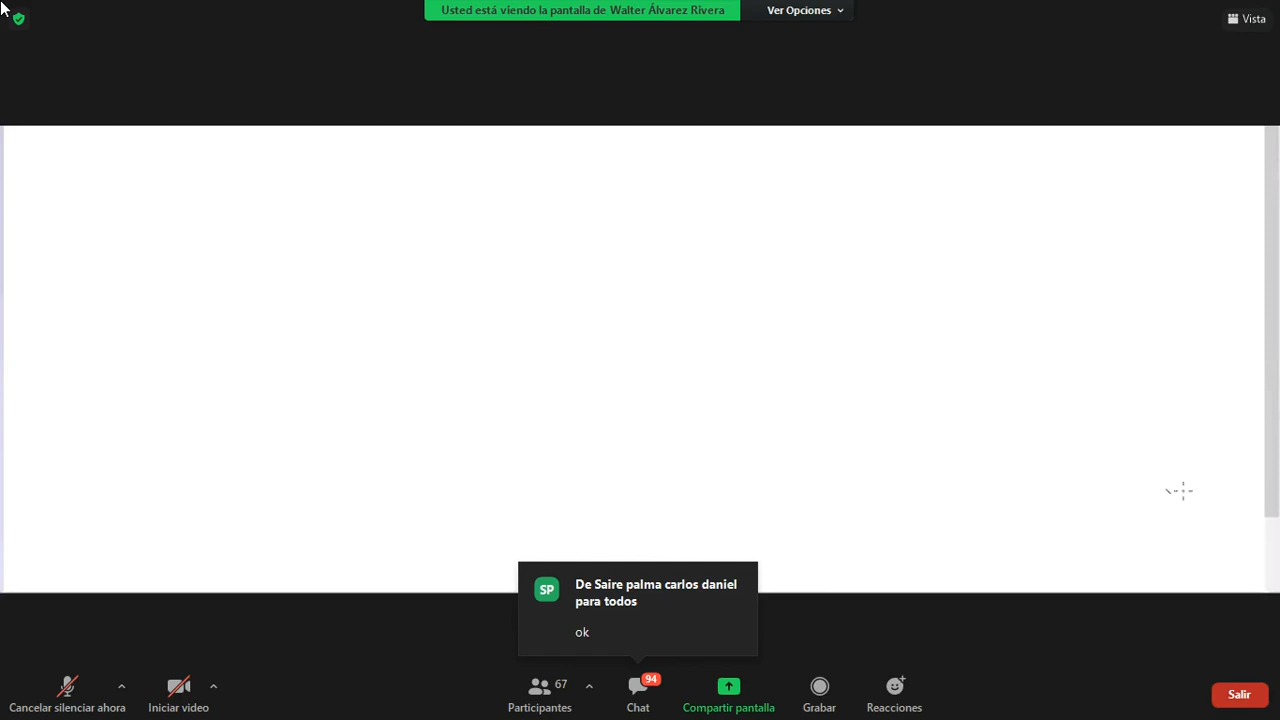 Usted está viendo la pantalla de Walter Álvarez Rivera
Ver Opciones
Vista
SP
De Saire palma carlos daniel
para todos
ok
67
94
Cancelar silenciar ahora
Iniciar video
Participantes
Chat
Compartir pantalla
Grabar
Reacciones
Salir